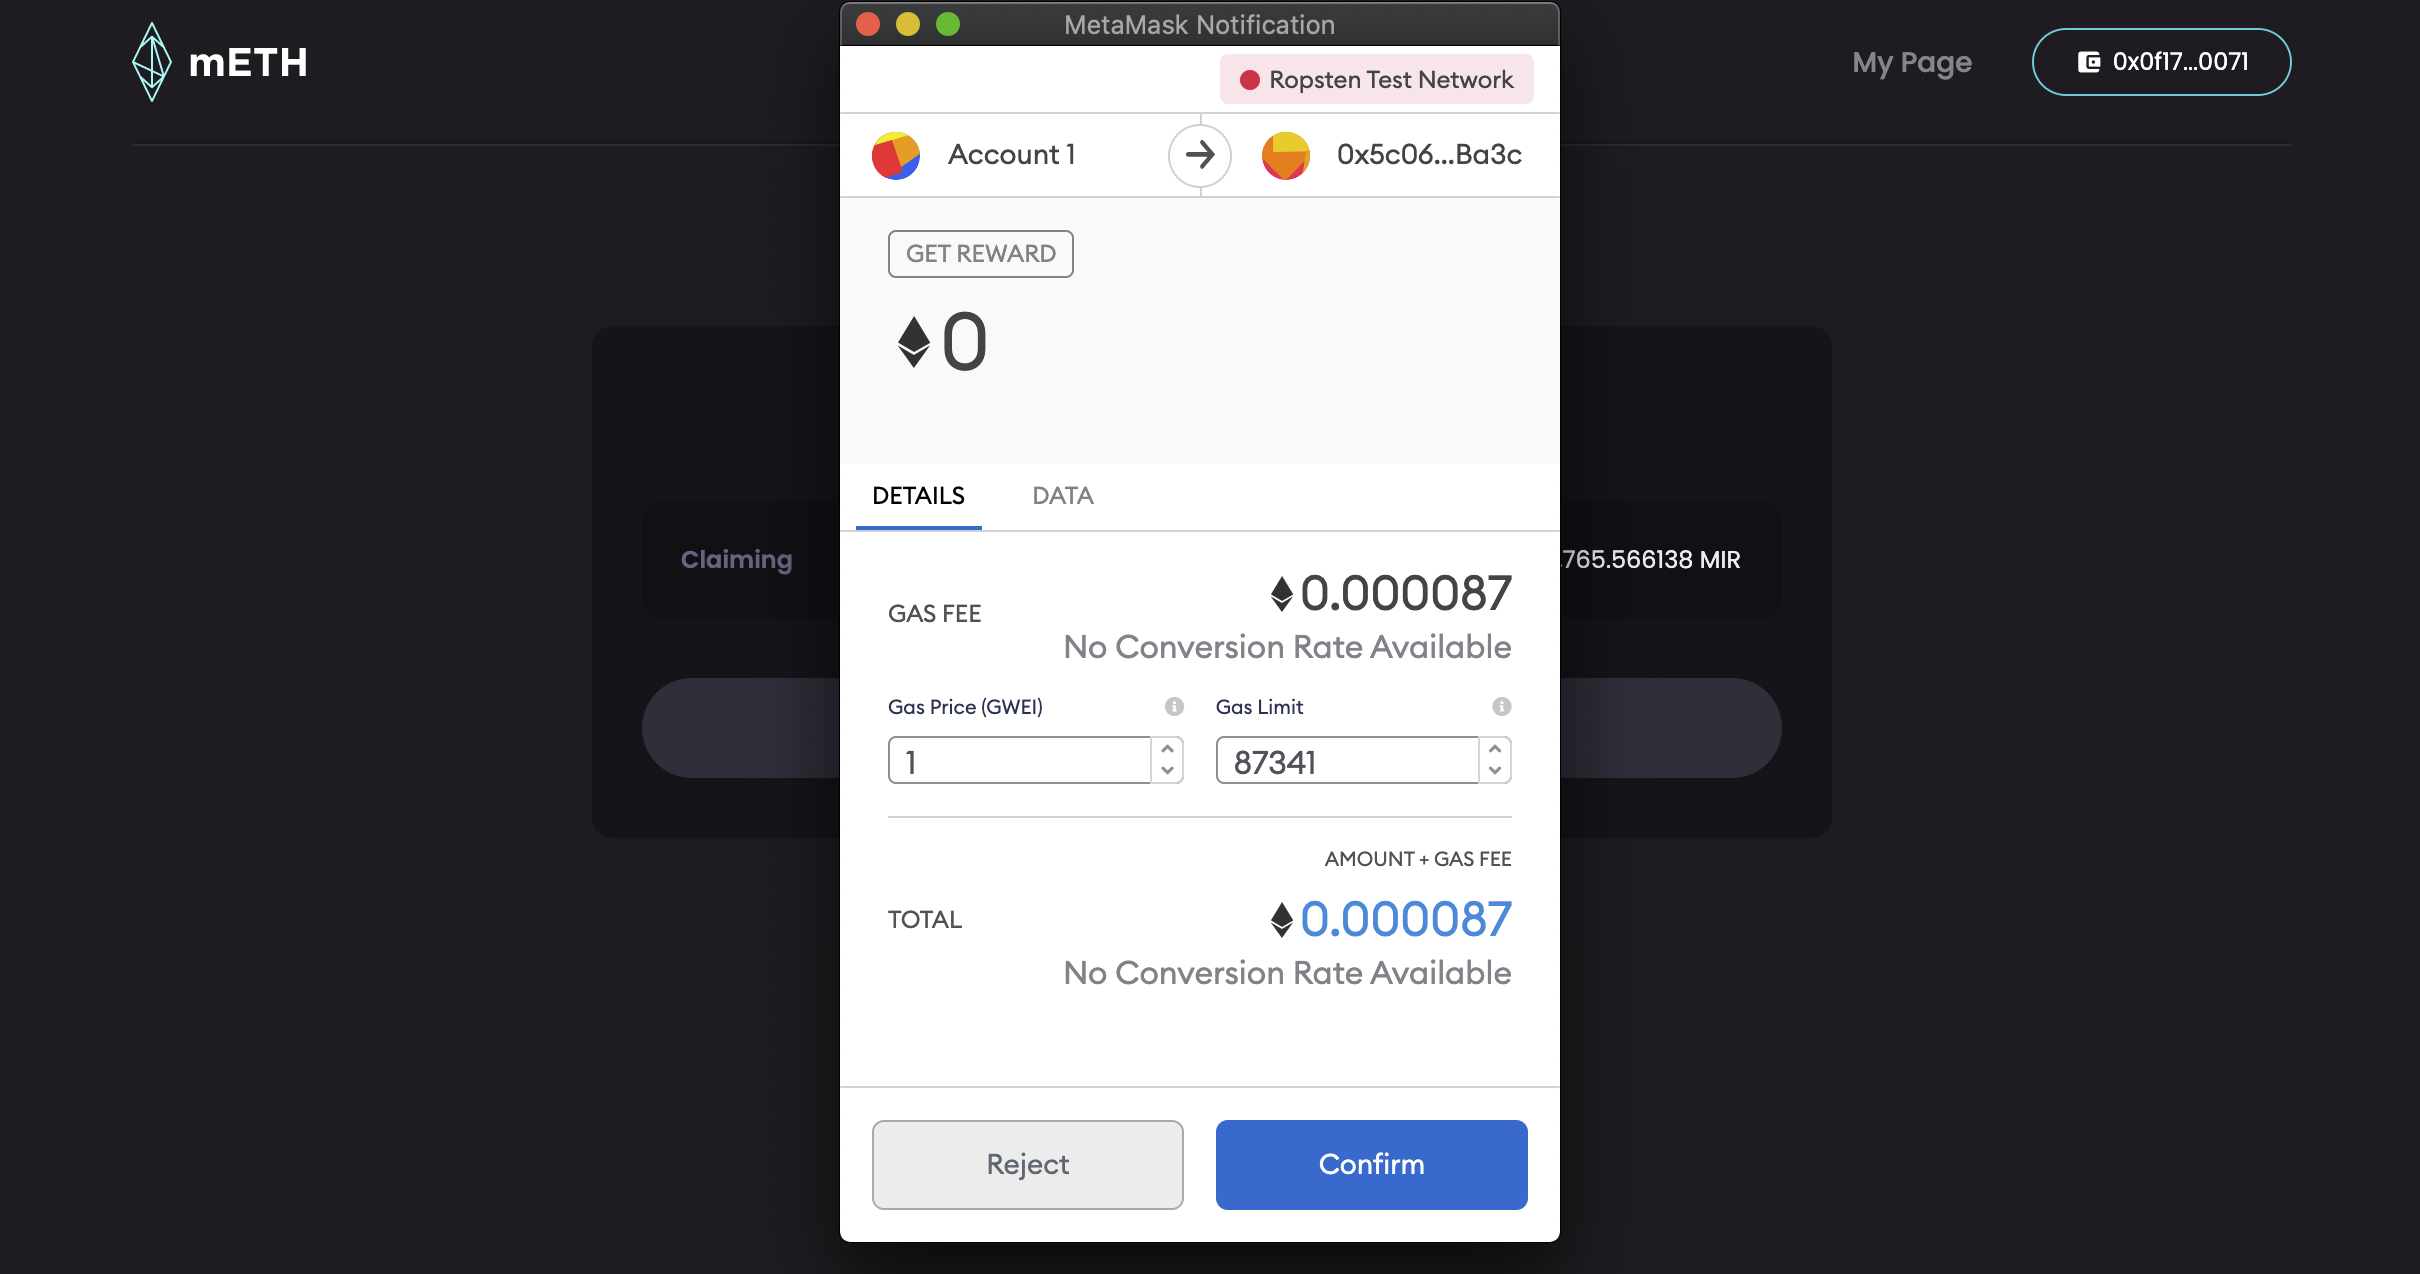 MetaMask Notification
mETH
My Page
0x0f17...0071
Ropsten Test Network
Account 1
0x5c06...Ba3c
GET REWARD
0
DETAILS
DATA
Claiming
765.566138 MIR
GAS FEE
0.000087
No Conversion Rate Available
Gas Price (GWEI)
Gas Limit
1
87341
AMOUNT + GAS FEE
TOTAL
0.000087
No Conversion Rate Available
Reject
Confirm